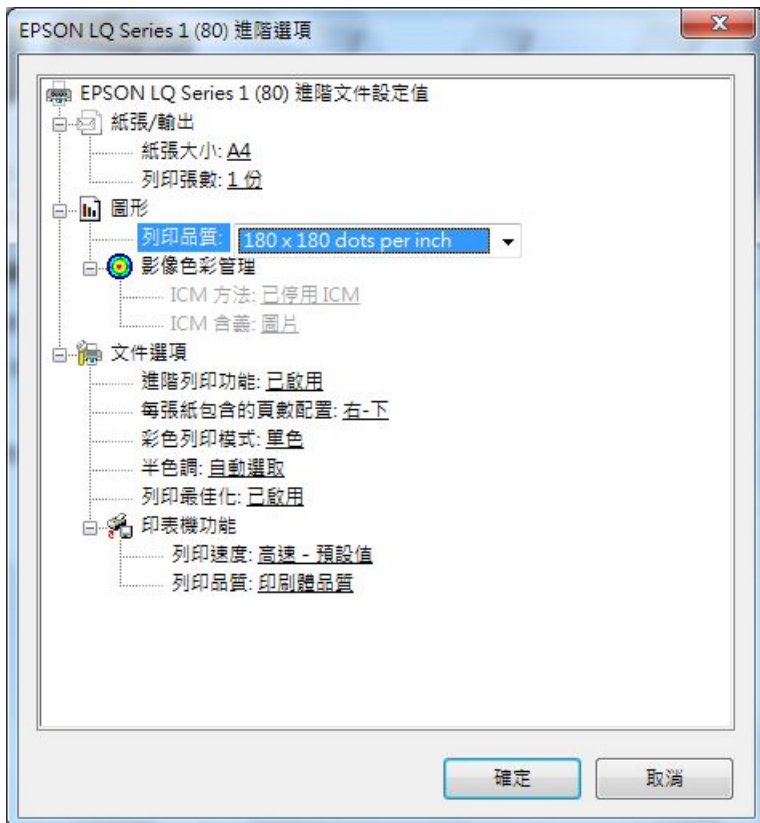 EPSON LQ Series 1 (80) 進階選項
EPSON LQ Series 1 (80) 進階文件設定值
紙張/輸出
紙張大小: A4
列印張數: 1 份
圖形
列印品質: 180 x 180 dots per inch
影像色彩管理
ICM 方法: 已停用 ICM
ICM 含義: 圖片
文件選項
進階列印功能: 已啟用
每張紙包含的頁數配置: 右-下
彩色列印模式: 單色
半色調: 自動選取
列印最佳化: 已啟用
印表機功能
列印速度: 高速 - 預設值
列印品質: 印刷體品質
確定
取消